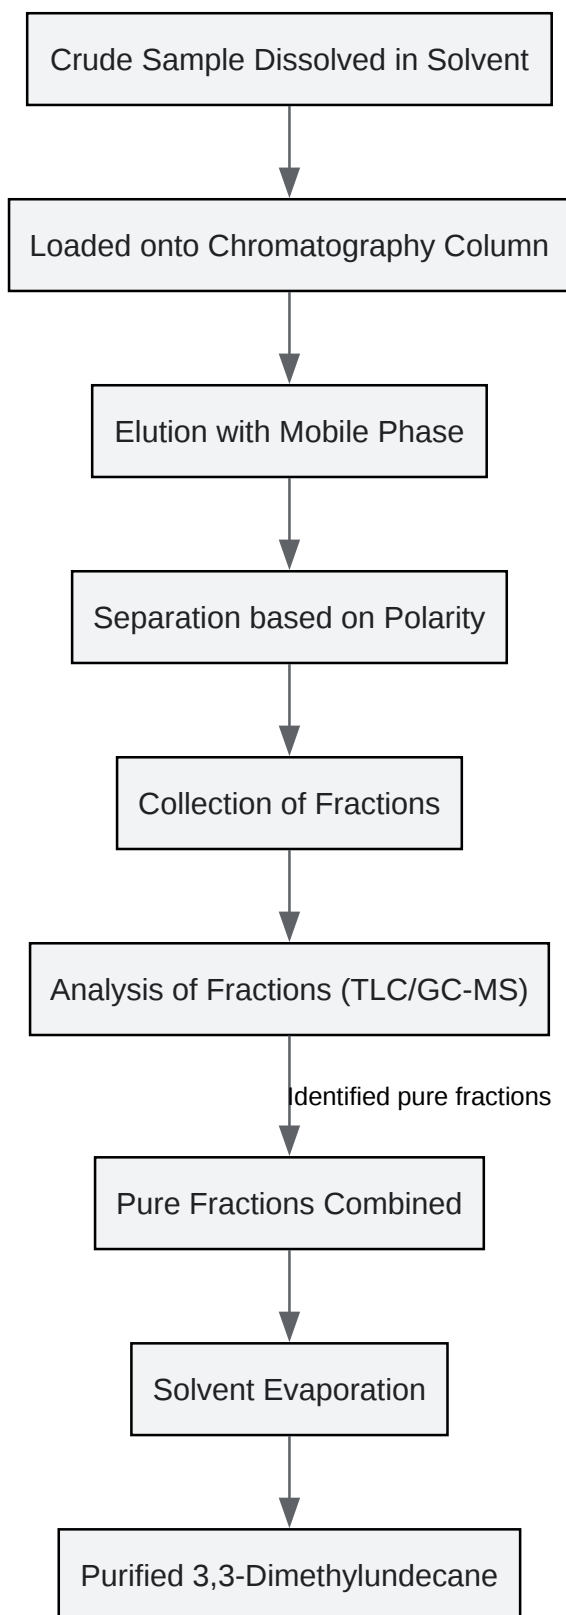 Crude Sample Dissolved in Solvent
Loaded onto Chromatography Column
Elution with Mobile Phase
Separation based on Polarity
Collection of Fractions
Analysis of Fractions (TLC/GC-MS)
Identified pure fractions
Pure Fractions Combined
Solvent Evaporation
Purified 3,3-Dimethylundecane